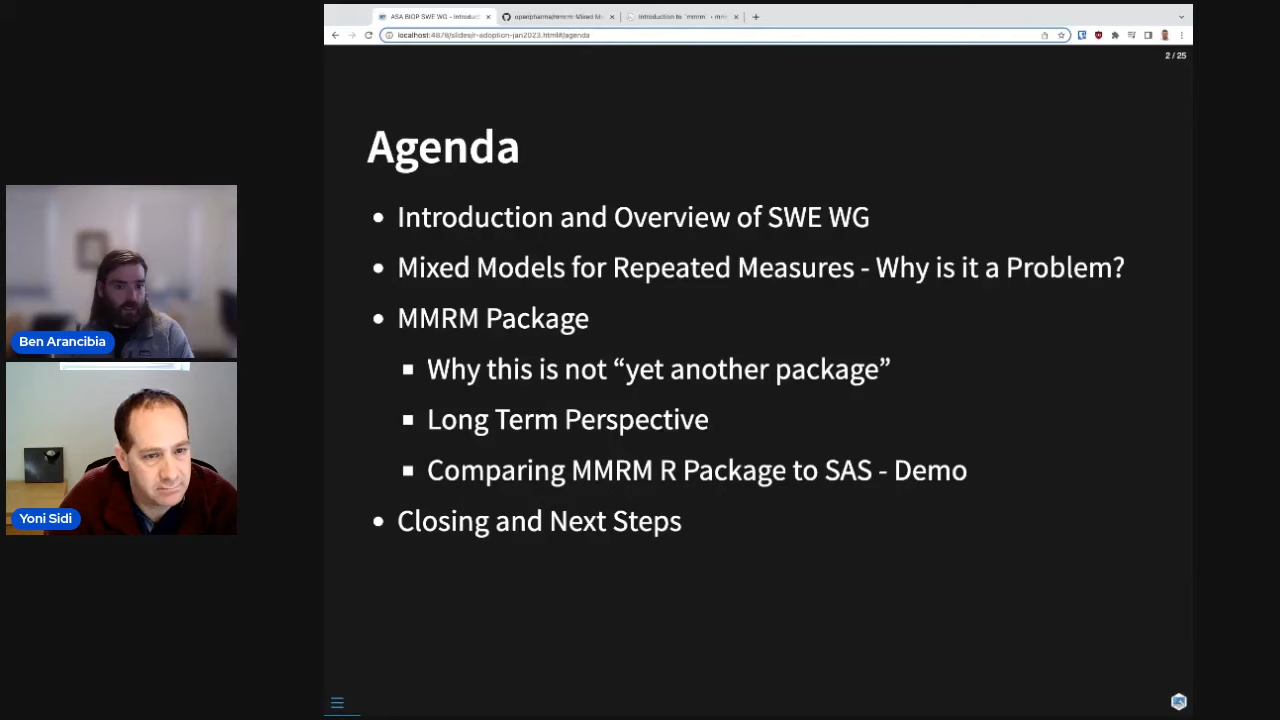 ASA BIOP SWE WG - Introduct
openpharma/mmrm: Mixed M
Introduction to `mmrm` • mm
localhost:4878/slides/r-adoption-jan2023.html#/agenda
2 / 25
Agenda
Introduction and Overview of SWE WG
Mixed Models for Repeated Measures - Why is it a Problem?
MMRM Package
Why this is not “yet another package”
Long Term Perspective
Comparing MMRM R Package to SAS - Demo
Closing and Next Steps
Ben Arancibia
Yoni Sidi